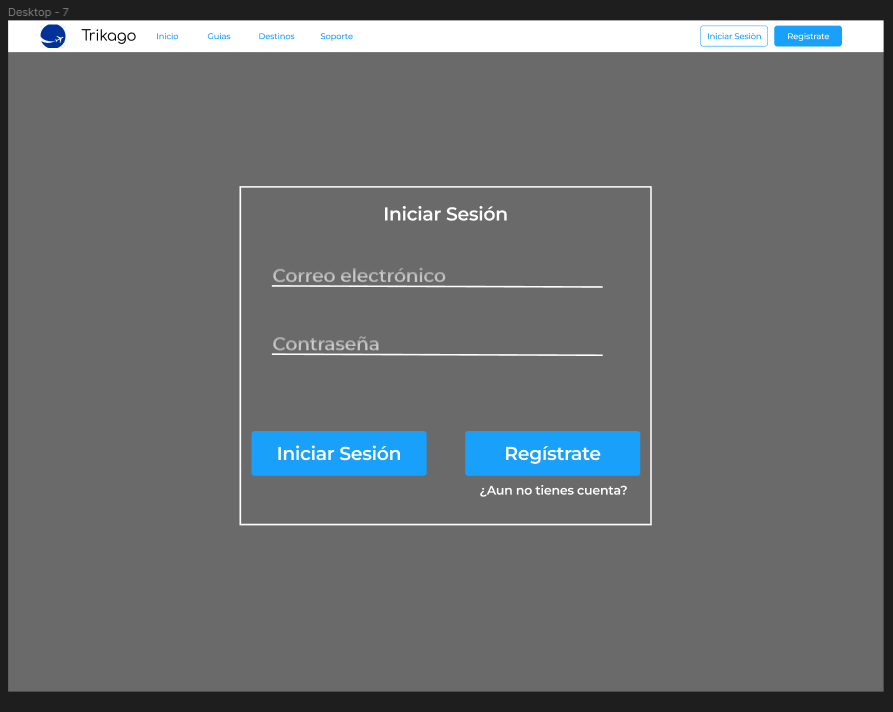 Desktop - 7
Trikago Inicio Guias Destinos Soporte Iniciar Sesión Registrate
Iniciar Sesión
Correo electrónico
Contraseña
Iniciar Sesión Regístrate
¿Aun no tienes cuenta?